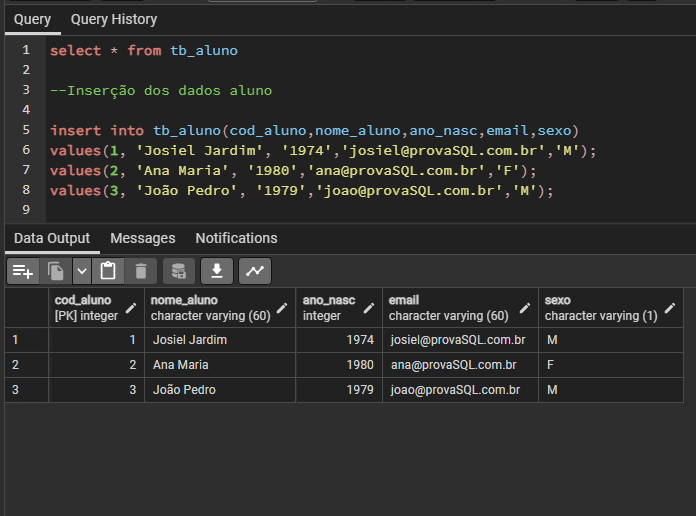 Query Query History
1 select * from tb_aluno
2
3 --Inserção dos dados aluno
4
5 insert into tb_aluno(cod_aluno,nome_aluno,ano_nasc,email,sexo)
6 values(1, 'Josiel Jardim', '1974','josiel@provaSQL.com.br','M');
7 values(2, 'Ana Maria', '1980','ana@provaSQL.com.br','F');
8 values(3, 'João Pedro', '1979','joao@provaSQL.com.br','M');
9
Data Output Messages Notifications
cod_aluno nome_aluno ano_nasc email sexo
[PK] integer character varying (60) integer character varying (60) character varying (1)
1 1 Josiel Jardim 1974 josiel@provaSQL.com.br M
2 2 Ana Maria 1980 ana@provaSQL.com.br F
3 3 João Pedro 1979 joao@provaSQL.com.br M